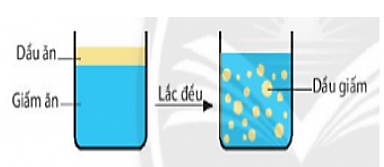 Dầu ăn
Giấm ăn
Lắc đều
Dầu giấm